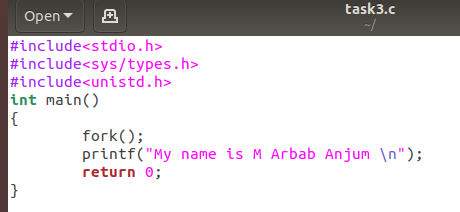 Open
task3.c
~/
#include<stdio.h>
#include<sys/types.h>
#include<unistd.h>
int main()
{
        fork();
        printf("My name is M Arbab Anjum \n");
        return 0;
}